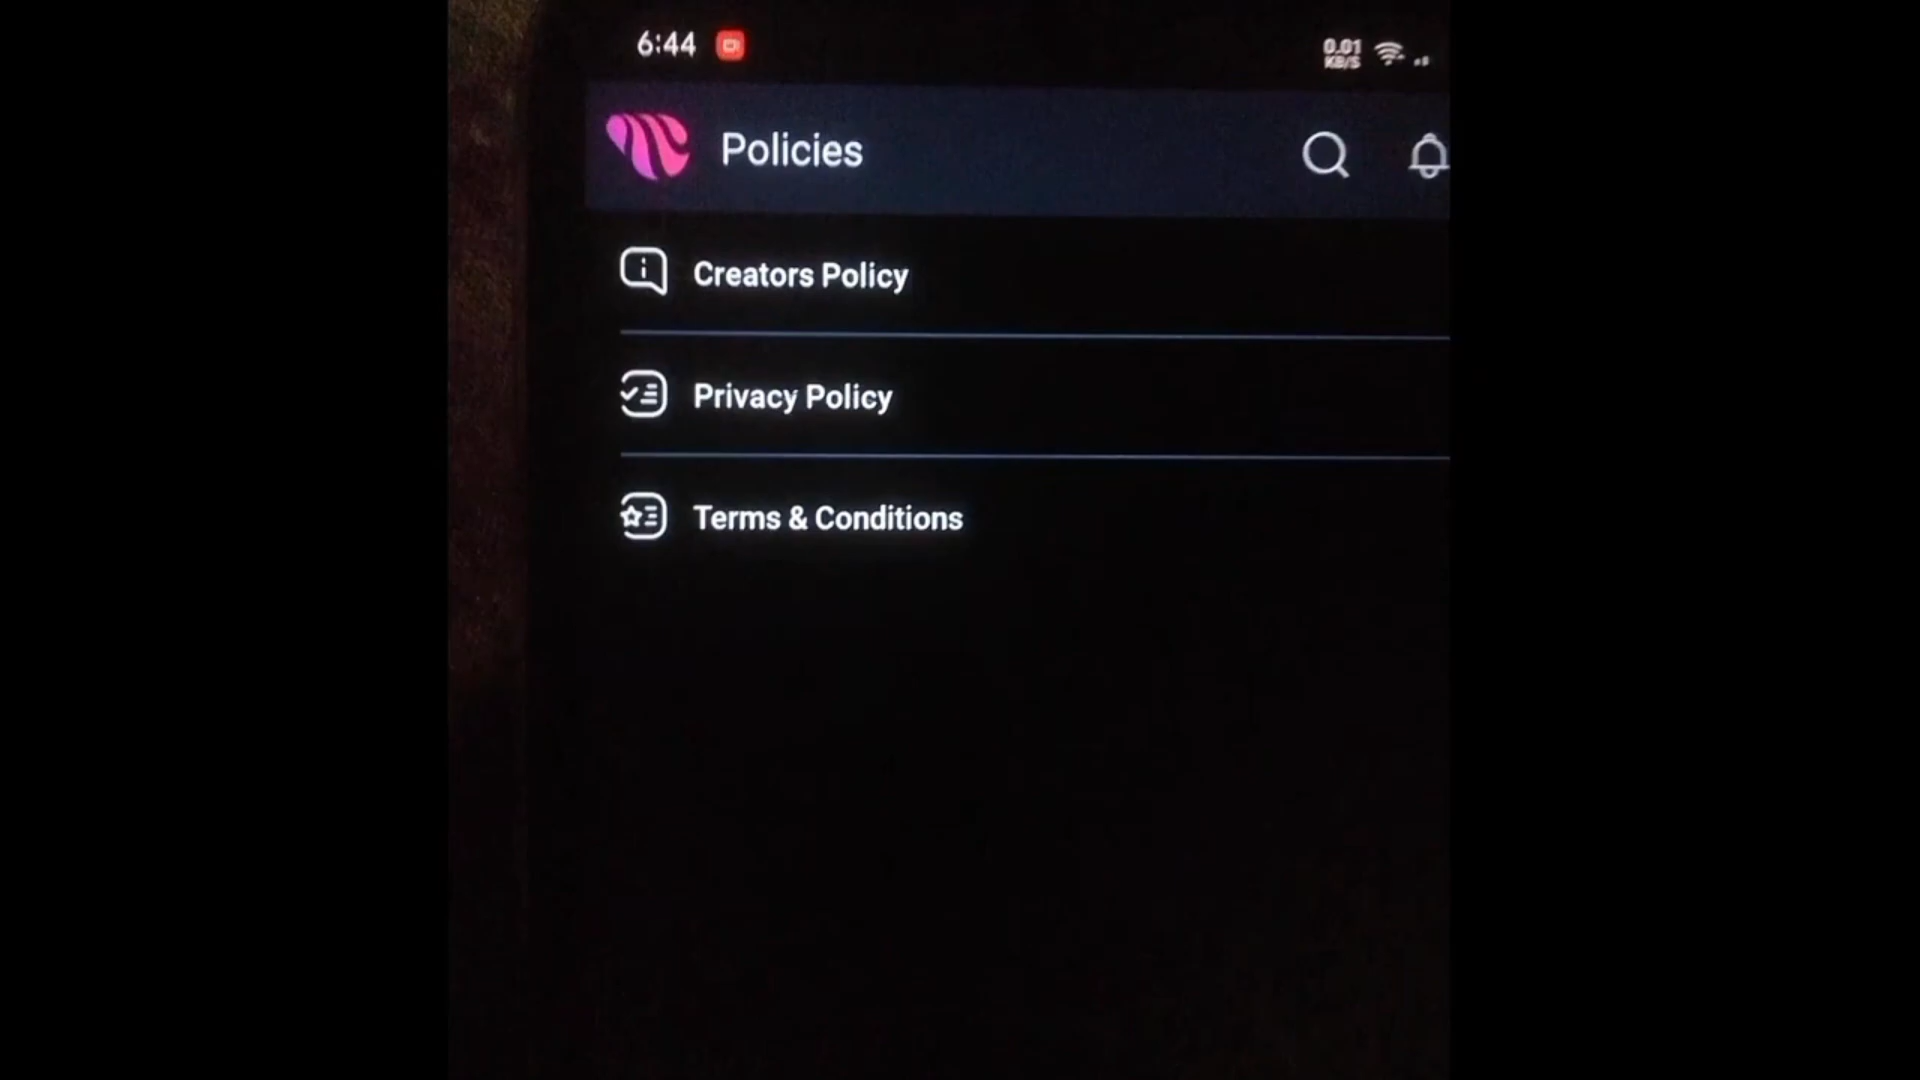 6:44
0.01
KB/S
Policies
Creators Policy
Privacy Policy
Terms & Conditions